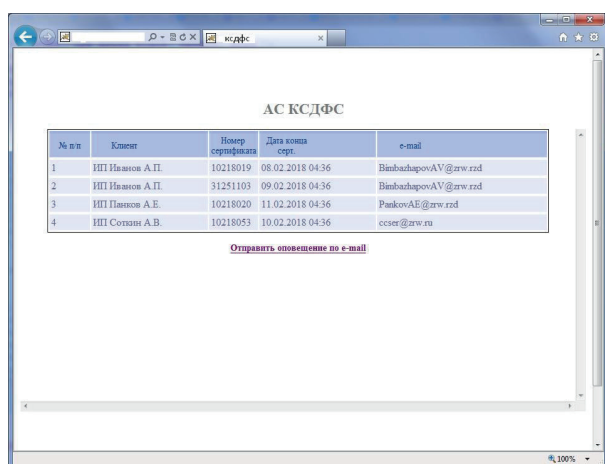 ксдфс
АС КСДФС
№ п/п Клиент Номер сертификата Дата конца серт. e-mail
1 ИП Иванов А.П. 10218019 08.02.2018 04:36 BimbazhapovAV@zrw.rzd
2 ИП Иванов А.П. 31251103 09.02.2018 04:36 BimbazhapovAV@zrw.rzd
3 ИП Панков А.Е. 10218020 11.02.2018 04:36 PankovAE@zrw.rzd
4 ИП Соткин А.В. 10218053 10.02.2018 04:36 ccser@zrw.ru
Отправить оповещение по e-mail
100%